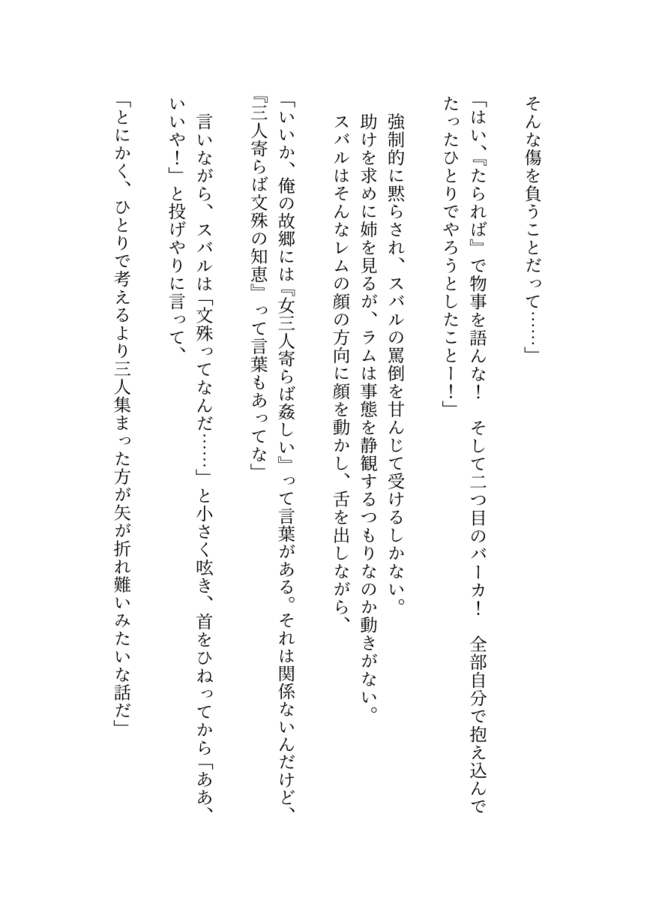 そんな傷を負うことだって……」
「はい、『たられば』で物事を語んな！　そして二つ目のバーカ！　全部自分で抱え込んで
たったひとりでやろうとしたことー！」
強制的に黙らされ、スバルの罵倒を甘んじて受けるしかない。
助けを求めに姉を見るが、ラムは事態を静観するつもりなのか動きがない。
スバルはそんなレムの顔の方向に顔を動かし、舌を出しながら、
「いいか、俺の故郷には『女三人寄らば姦しい』って言葉がある。それは関係ないんだけど、
『三人寄らば文殊の知恵』って言葉もあってな」
言いながら、スバルは「文殊ってなんだ……」と小さく呟き、首をひねってから「ああ、
いいや！」と投げやりに言って、
「とにかく、ひとりで考えるより三人集まった方が矢が折れ難いみたいな話だ」